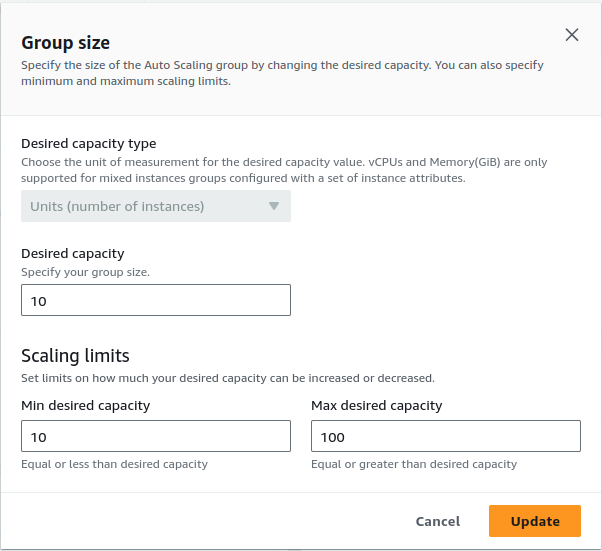 Group size
Specify the size of the Auto Scaling group by changing the desired capacity. You can also specify
minimum and maximum scaling limits.
Desired capacity type
Choose the unit of measurement for the desired capacity value. vCPUs and Memory(GiB) are only
supported for mixed instances groups configured with a set of instance attributes.
Units (number of instances)
Desired capacity
Specify your group size.
10
Scaling limits
Set limits on how much your desired capacity can be increased or decreased.
Min desired capacity
10
Equal or less than desired capacity
Max desired capacity
100
Equal or greater than desired capacity
Cancel
Update